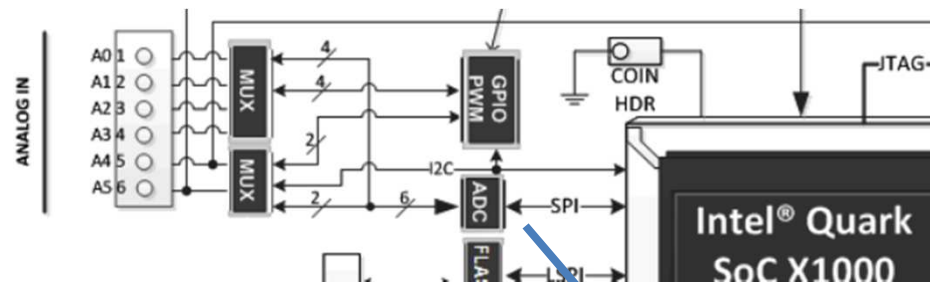 ANALOG IN
A0 1
A1 2
A2 3
A3 4
A4 5
A5 6
MUX
MUX
4
4
2
2
6
I2C
GPIO
PWM
ADC
SPI
LSPI
COIN
HDR
JTAG
Intel® Quark
SoC X1000